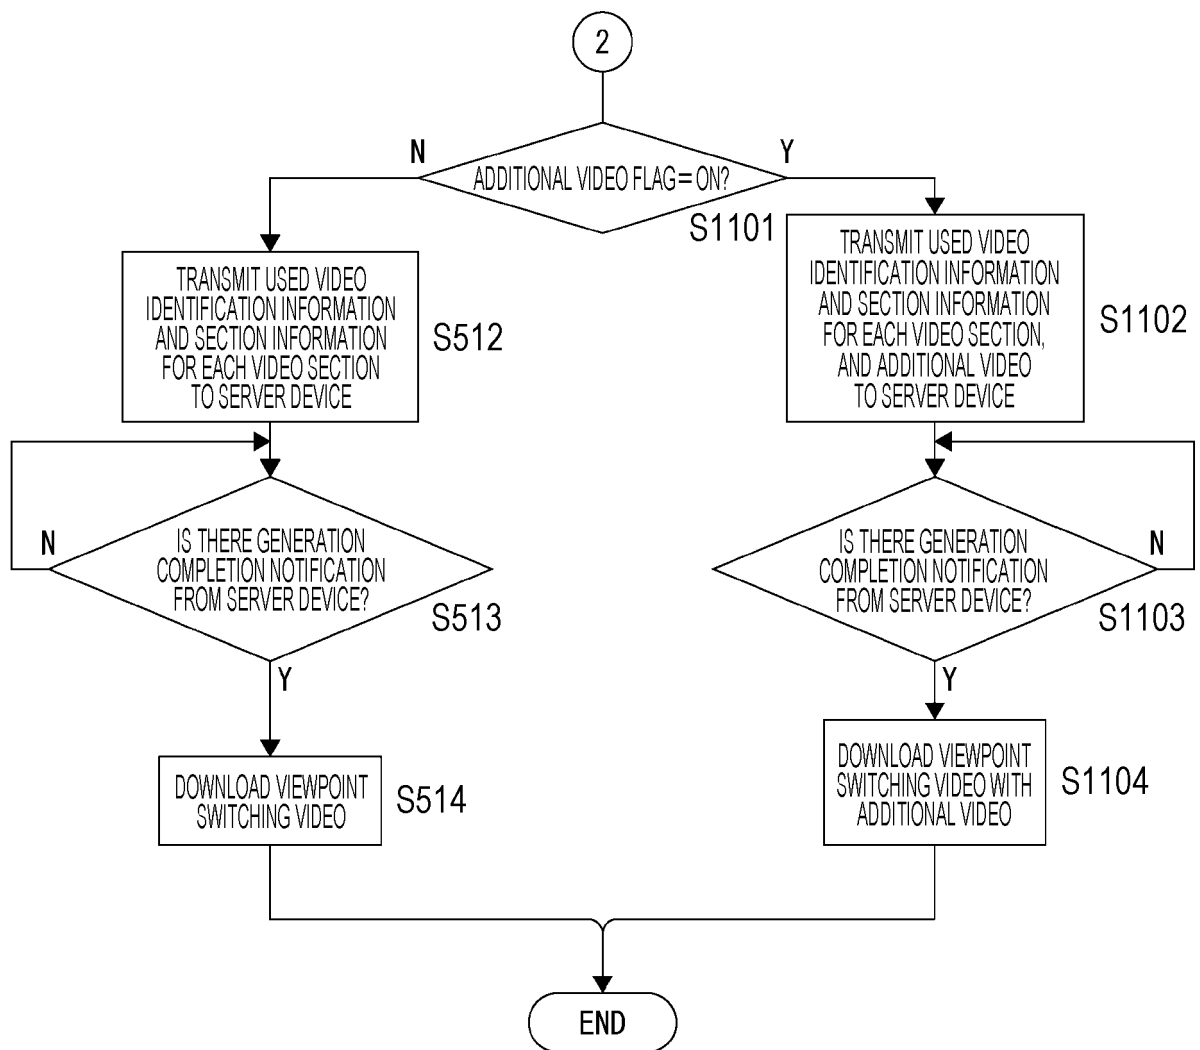 2
N
Y
ADDITIONAL VIDEO FLAG=ON?
S1101
TRANSMIT USED VIDEO
IDENTIFICATION INFORMATION
AND SECTION INFORMATION
FOR EACH VIDEO SECTION
TO SERVER DEVICE
S512
TRANSMIT USED VIDEO
IDENTIFICATION INFORMATION
AND SECTION INFORMATION
FOR EACH VIDEO SECTION,
AND ADDITIONAL VIDEO
TO SERVER DEVICE
S1102
N
IS THERE GENERATION
COMPLETION NOTIFICATION
FROM SERVER DEVICE?
S513
Y
IS THERE GENERATION
COMPLETION NOTIFICATION
FROM SERVER DEVICE?
N
S1103
Y
DOWNLOAD VIEWPOINT
SWITCHING VIDEO
S514
DOWNLOAD VIEWPOINT
SWITCHING VIDEO WITH
ADDITIONAL VIDEO
S1104
END